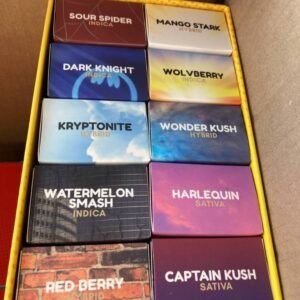 SOUR SPIDER
INDICA
MANGO STARK
HYBRID
DARK KNIGHT
INDICA
WOLVBERRY
INDICA
KRYPTONITE
HYBRID
WONDER KUSH
HYBRID
WATERMELON
SMASH
INDICA
HARLEQUIN
SATIVA
RED BERRY
HYBRID
CAPTAIN KUSH
SATIVA